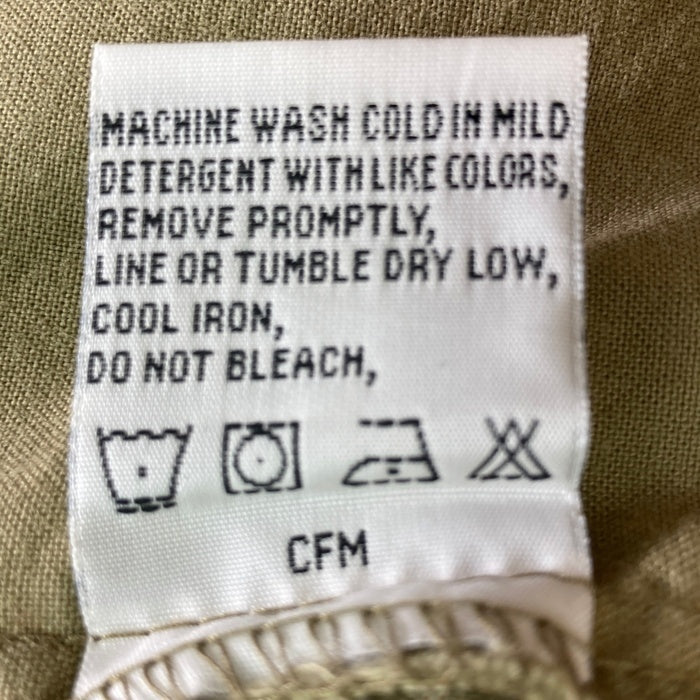 MACHINE WASH COLD IN MILD
DETERGENT WITH LIKE COLORS,
REMOVE PROMPTLY,
LINE OR TUMBLE DRY LOW,
COOL IRON,
DO NOT BLEACH,
CFM